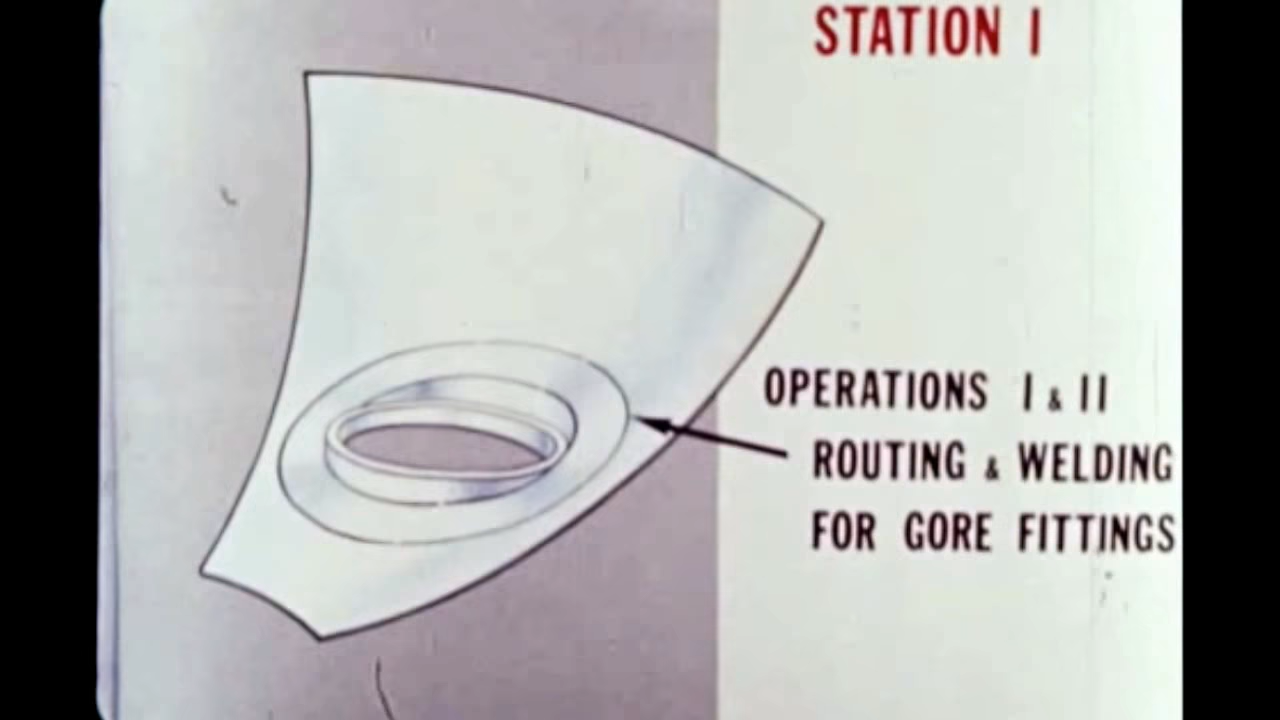 STATION I
OPERATIONS I & II
ROUTING & WELDING
FOR GORE FITTINGS